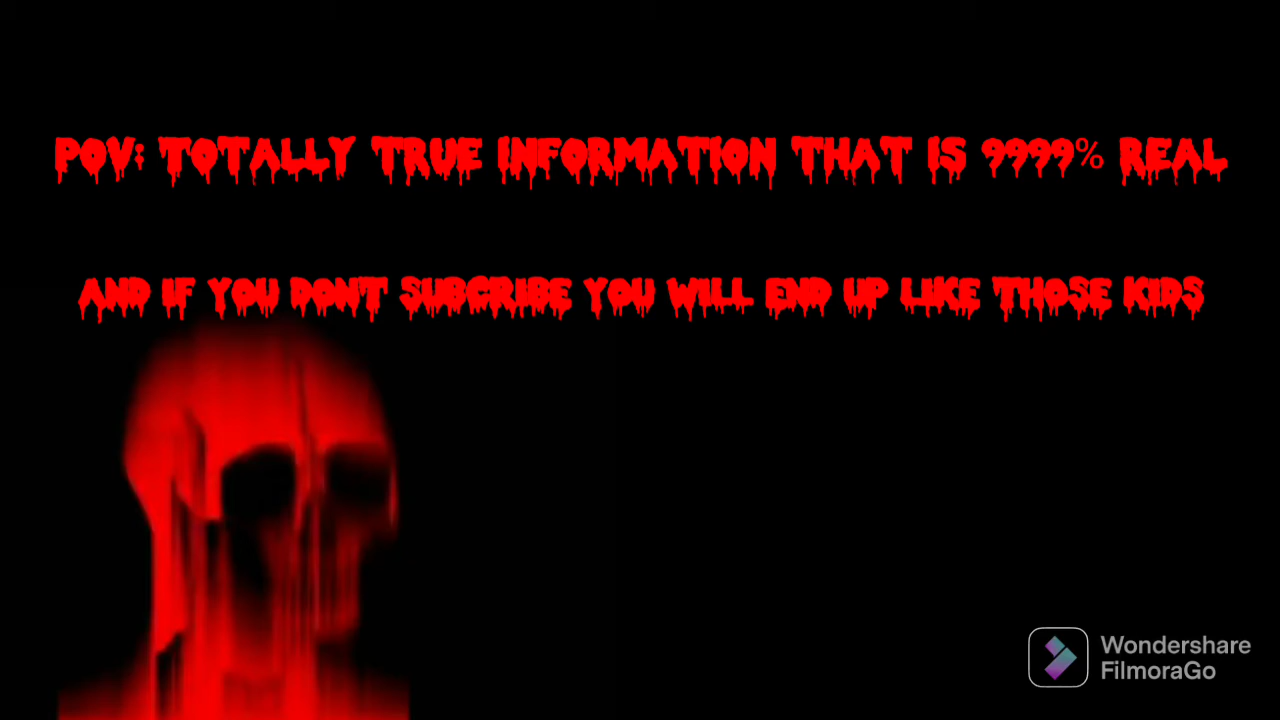 POV: TOTALLY TRUE INFORMATION THAT IS 9999% REAL
AND IF YOU DON'T SUBCRIBE YOU WILL END UP LIKE THOSE KIDS
Wondershare
FilmoraGo